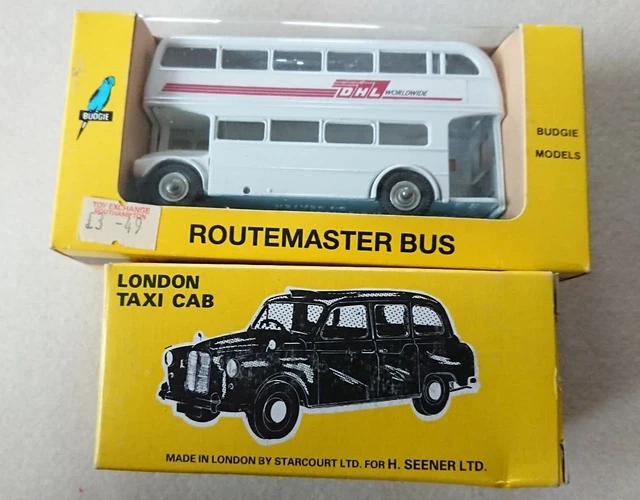 DHL WORLDWIDE
BUDGIE
BUDGIE
MODELS
TOY EXCHANGE
SOUTHAMPTON
£3-49
ROUTEMASTER BUS
LONDON
TAXI CAB
MADE IN LONDON BY STARCOURT LTD. FOR H. SEENER LTD.